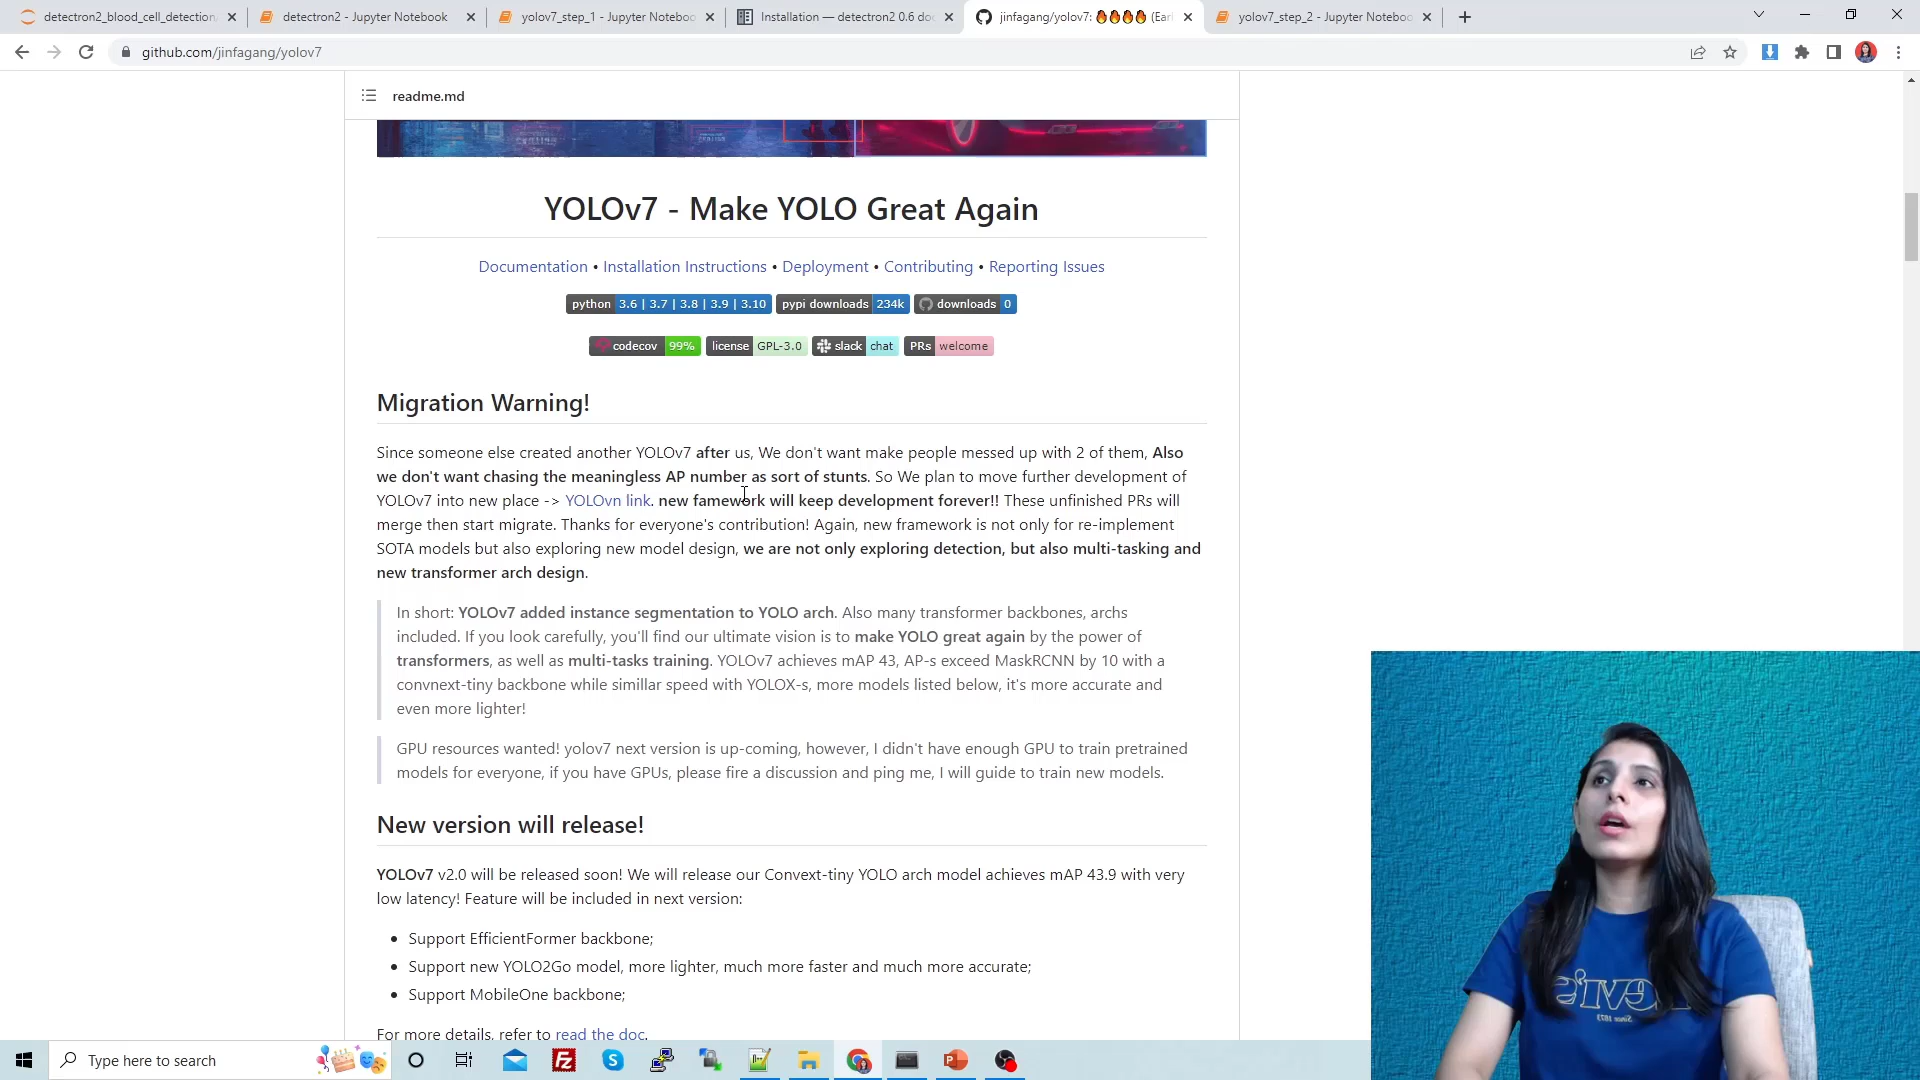 detectron2_blood_cell_detection
detectron2 - Jupyter Notebook
yolov7_step_1 - Jupyter Noteboo
Installation — detectron2 0.6 do
jinfagang/yolov7: 🔥🔥🔥🔥 (Earl
yolov7_step_2 - Jupyter Noteboo
github.com/jinfagang/yolov7
readme.md
YOLOv7 - Make YOLO Great Again
Documentation • Installation Instructions • Deployment • Contributing • Reporting Issues
python 3.6 | 3.7 | 3.8 | 3.9 | 3.10 pypi downloads 234k downloads 0
codecov 99% license GPL-3.0 slack chat PRs welcome
Migration Warning!
Since someone else created another YOLOv7 after us, We don't want make people messed up with 2 of them, Also
we don't want chasing the meaningless AP number as sort of stunts. So We plan to move further development of
YOLOv7 into new place -> YOLOvn link. new famework will keep development forever!! These unfinished PRs will
merge then start migrate. Thanks for everyone's contribution! Again, new framework is not only for re-implement
SOTA models but also exploring new model design, we are not only exploring detection, but also multi-tasking and
new transformer arch design.
In short: YOLOv7 added instance segmentation to YOLO arch. Also many transformer backbones, archs
included. If you look carefully, you'll find our ultimate vision is to make YOLO great again by the power of
transformers, as well as multi-tasks training. YOLOv7 achieves mAP 43, AP-s exceed MaskRCNN by 10 with a
convnext-tiny backbone while simillar speed with YOLOX-s, more models listed below, it's more accurate and
even more lighter!
GPU resources wanted! yolov7 next version is up-coming, however, I didn't have enough GPU to train pretrained
models for everyone, if you have GPUs, please fire a discussion and ping me, I will guide to train new models.
New version will release!
YOLOv7 v2.0 will be released soon! We will release our Convext-tiny YOLO arch model achieves mAP 43.9 with very
low latency! Feature will be included in next version:
• Support EfficientFormer backbone;
• Support new YOLO2Go model, more lighter, much more faster and much more accurate;
• Support MobileOne backbone;
For more details, refer to read the doc.
Type here to search
Levi's
Since 1873